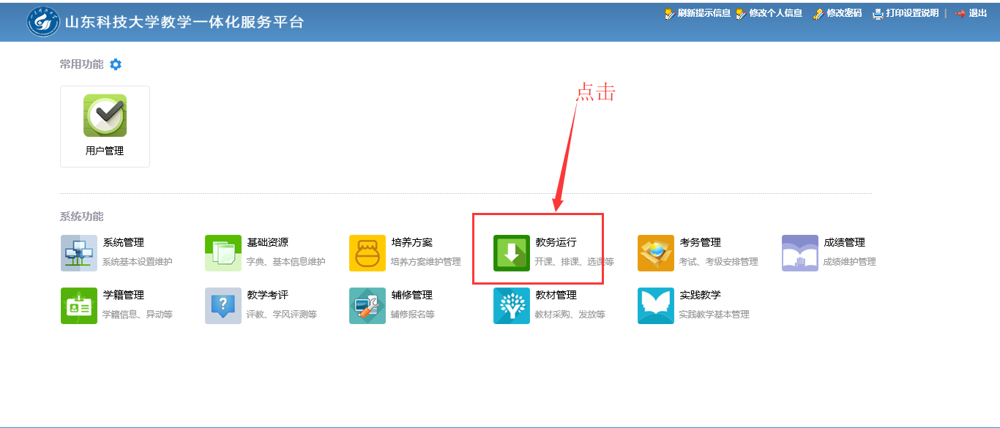 山东科技大学教学一体化服务平台
刷新提示信息 修改个人信息 修改密码 打印设置说明 | 退出
常用功能
点击
用户管理
系统功能
系统管理
系统基本设置维护
基础资源
字典、基本信息维护
培养方案
培养方案维护管理
教务运行
开课、排课、选课等
考务管理
考试、考级安排管理
成绩管理
成绩维护管理
学籍管理
学籍信息、异动等
教学考评
评教、学风评测等
辅修管理
辅修报名等
教材管理
教材采购、发放等
实践教学
实践教学基本管理